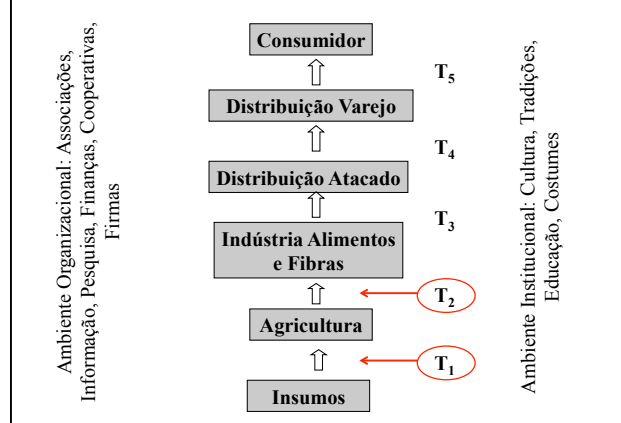 Ambiente Organizacional: Associações,
Informação, Pesquisa, Finanças, Cooperativas,
Firmas
Consumidor
T₅
Distribuição Varejo
T₄
Distribuição Atacado
T₃
Indústria Alimentos
e Fibras
T₂
Agricultura
T₁
Insumos
Ambiente Institucional: Cultura, Tradições,
Educação, Costumes